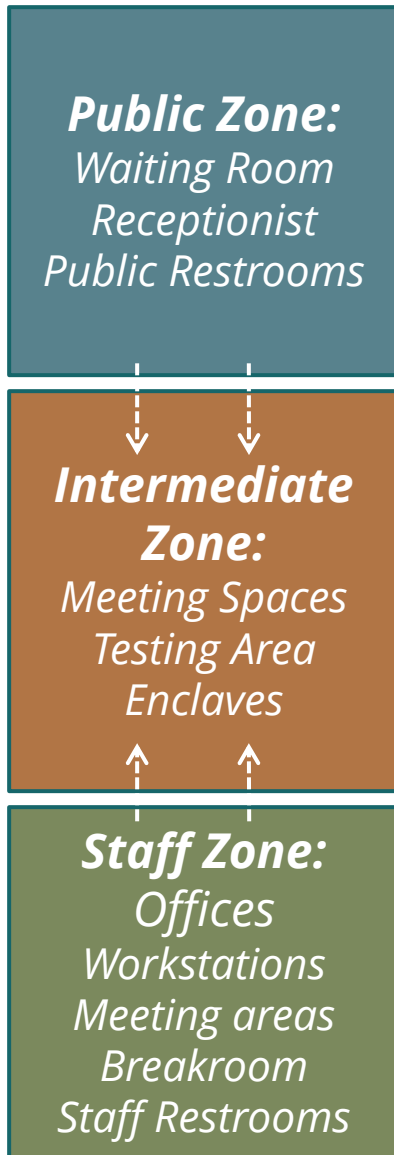 Public Zone:
Waiting Room
Receptionist
Public Restrooms
Intermediate
Zone:
Meeting Spaces
Testing Area
Enclaves
Staff Zone:
Offices
Workstations
Meeting areas
Breakroom
Staff Restrooms